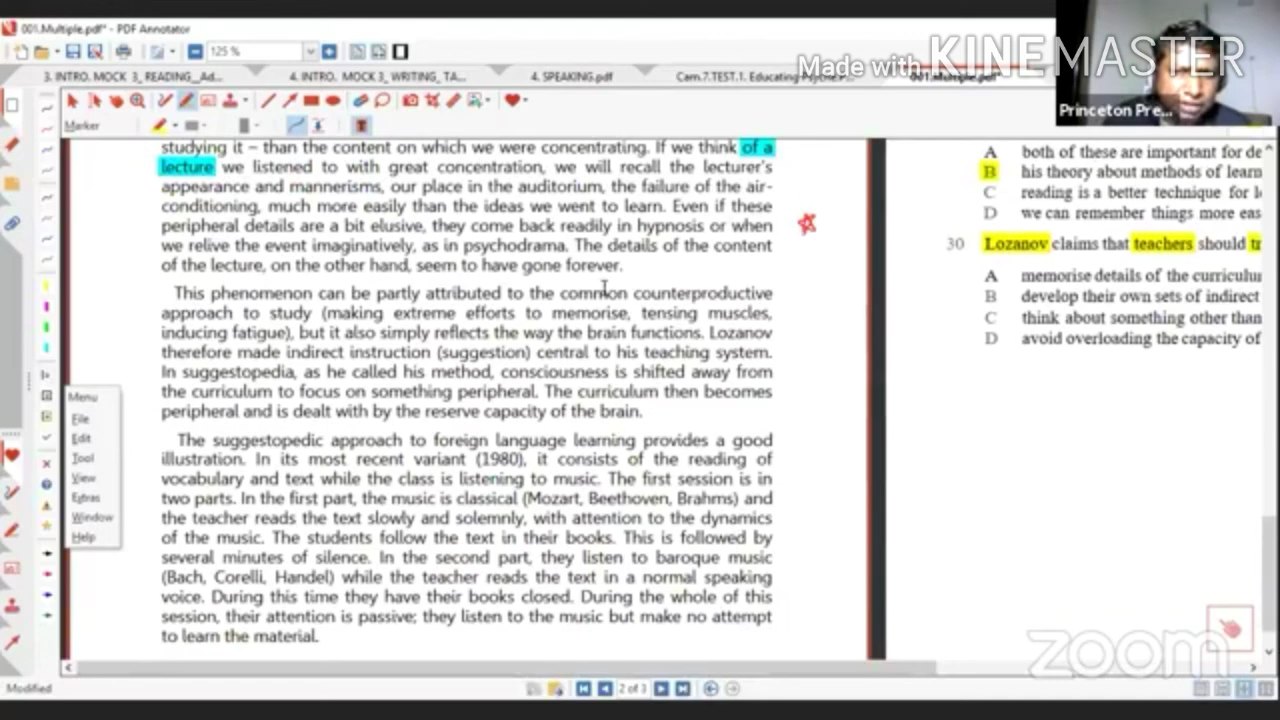 001.Multiple.pdf* - PDF Annotator
125 %
Made with KINEMASTER
3. INTRO. MOCK 3_ READING_Ad...
4. INTRO. MOCK 3_ WRITING_ TA...
4. SPEAKING.pdf
Cam.7.TEST.1. Educating Psyche
001.Multiple.pdf*
Princeton Pre...
Marker
studying it – than the content on which we were concentrating. If we think of a
lecture we listened to with great concentration, we will recall the lecturer's
appearance and mannerisms, our place in the auditorium, the failure of the air-
conditioning, much more easily than the ideas we went to learn. Even if these
peripheral details are a bit elusive, they come back readily in hypnosis or when
we relive the event imaginatively, as in psychodrama. The details of the content
of the lecture, on the other hand, seem to have gone forever.
This phenomenon can be partly attributed to the common counterproductive
approach to study (making extreme efforts to memorise, tensing muscles,
inducing fatigue), but it also simply reflects the way the brain functions. Lozanov
therefore made indirect instruction (suggestion) central to his teaching system.
In suggestopedia, as he called his method, consciousness is shifted away from
the curriculum to focus on something peripheral. The curriculum then becomes
peripheral and is dealt with by the reserve capacity of the brain.
The suggestopedic approach to foreign language learning provides a good
illustration. In its most recent variant (1980), it consists of the reading of
vocabulary and text while the class is listening to music. The first session is in
two parts. In the first part, the music is classical (Mozart, Beethoven, Brahms) and
the teacher reads the text slowly and solemnly, with attention to the dynamics
of the music. The students follow the text in their books. This is followed by
several minutes of silence. In the second part, they listen to baroque music
(Bach, Corelli, Handel) while the teacher reads the text in a normal speaking
voice. During this time they have their books closed. During the whole of this
session, their attention is passive; they listen to the music but make no attempt
to learn the material.
Menu
File
Edit
Tool
View
Extras
Window
Help
A both of these are important for de
B his theory about methods of learn
C reading is a better technique for l
D we can remember things more eas
30 Lozanov claims that teachers should tr
A memorise details of the curriculu
B develop their own sets of indirect
C think about something other than
D avoid overloading the capacity of
zoom
Modified
2 of 3